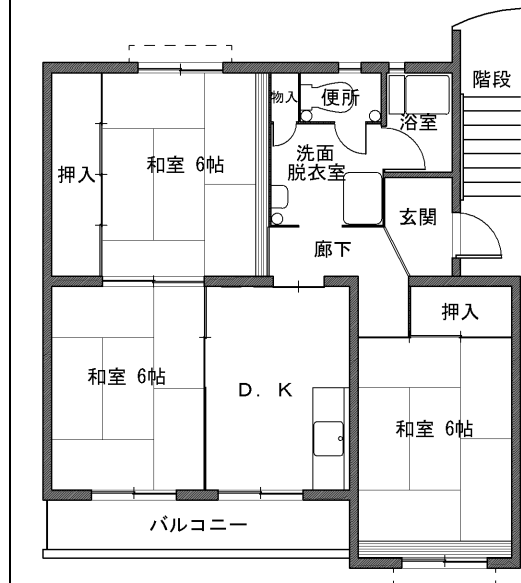 階段
物入
便所
浴室
和室 6帖
押入
洗面
脱衣室
玄関
廊下
押入
和室 6帖
D. K
和室 6帖
バルコニー